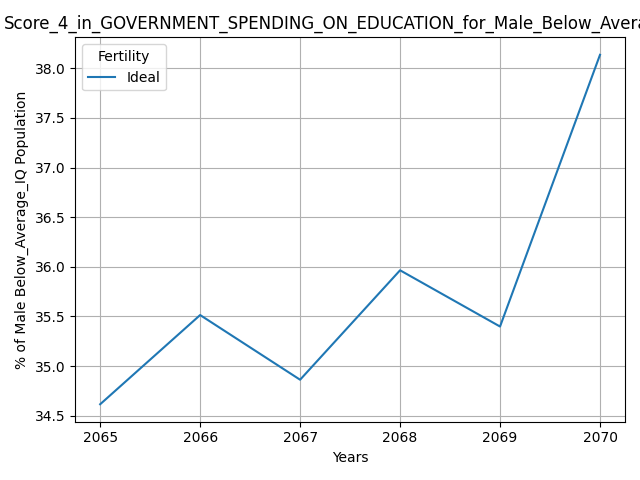 Score_4_in_GOVERNMENT_SPENDING_ON_EDUCATION_for_Male_Below_Avera
Fertility
Ideal
% of Male Below_Average_IQ Population
38.0
37.5
37.0
36.5
36.0
35.5
35.0
34.5
2065 2066 2067 2068 2069 2070
Years